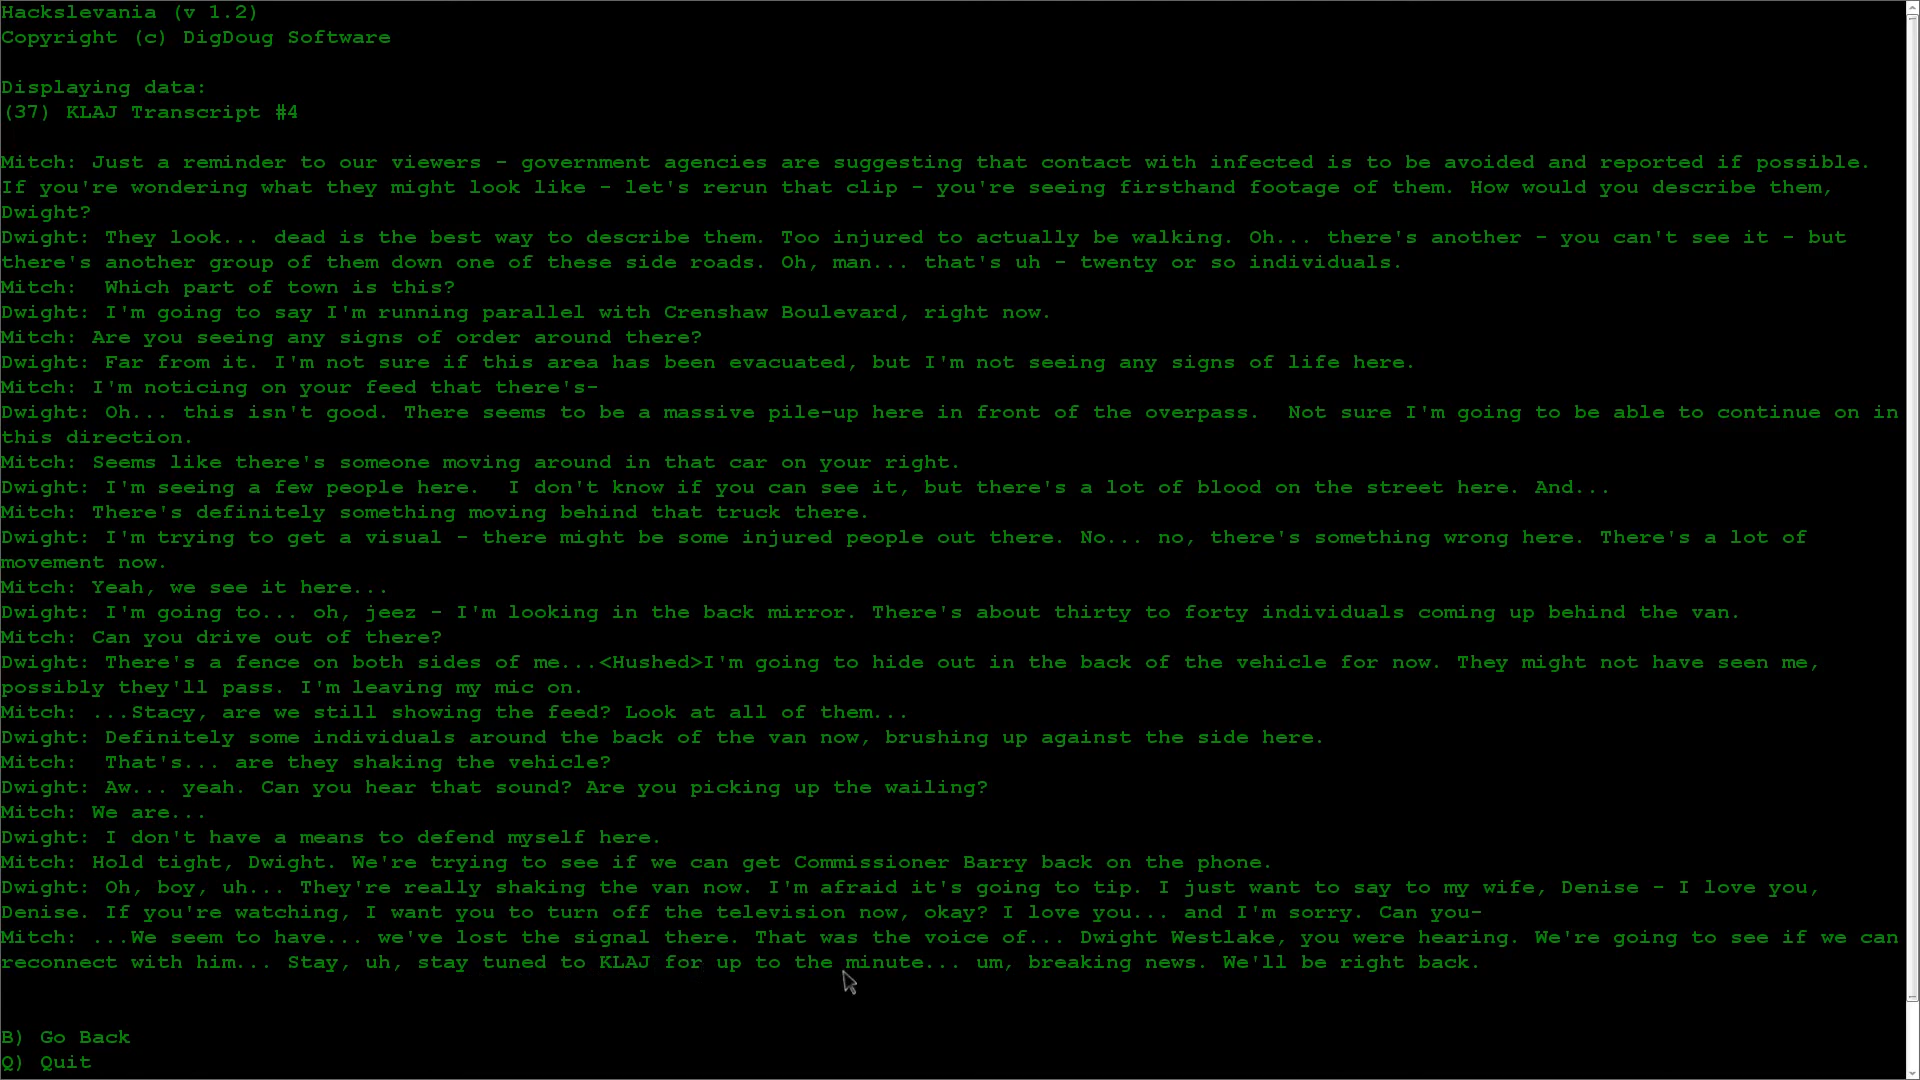 Hackslevania (v 1.2)
Copyright (c) DigDoug Software
Displaying data:
(37) KLAJ Transcript #4
Mitch: Just a reminder to our viewers - government agencies are suggesting that contact with infected is to be avoided and reported if possible.
If you're wondering what they might look like - let's rerun that clip - you're seeing firsthand footage of them. How would you describe them,
Dwight?
Dwight: They look... dead is the best way to describe them. Too injured to actually be walking. Oh... there's another - you can't see it - but
there's another group of them down one of these side roads. Oh, man... that's uh - twenty or so individuals.
Mitch:  Which part of town is this?
Dwight: I'm going to say I'm running parallel with Crenshaw Boulevard, right now.
Mitch: Are you seeing any signs of order around there?
Dwight: Far from it. I'm not sure if this area has been evacuated, but I'm not seeing any signs of life here.
Mitch: I'm noticing on your feed that there's-
Dwight: Oh... this isn't good. There seems to be a massive pile-up here in front of the overpass.  Not sure I'm going to be able to continue on in
this direction.
Mitch: Seems like there's someone moving around in that car on your right.
Dwight: I'm seeing a few people here.  I don't know if you can see it, but there's a lot of blood on the street here. And...
Mitch: There's definitely something moving behind that truck there.
Dwight: I'm trying to get a visual - there might be some injured people out there. No... no, there's something wrong here. There's a lot of
movement now.
Mitch: Yeah, we see it here...
Dwight: I'm going to... oh, jeez - I'm looking in the back mirror. There's about thirty to forty individuals coming up behind the van.
Mitch: Can you drive out of there?
Dwight: There's a fence on both sides of me...<Hushed>I'm going to hide out in the back of the vehicle for now. They might not have seen me,
possibly they'll pass. I'm leaving my mic on.
Mitch: ...Stacy, are we still showing the feed? Look at all of them...
Dwight: Definitely some individuals around the back of the van now, brushing up against the side here.
Mitch:  That's... are they shaking the vehicle?
Dwight: Aw... yeah. Can you hear that sound? Are you picking up the wailing?
Mitch: We are...
Dwight: I don't have a means to defend myself here.
Mitch: Hold tight, Dwight. We're trying to see if we can get Commissioner Barry back on the phone.
Dwight: Oh, boy, uh... They're really shaking the van now. I'm afraid it's going to tip. I just want to say to my wife, Denise - I love you,
Denise. If you're watching, I want you to turn off the television now, okay? I love you... and I'm sorry. Can you-
Mitch: ...We seem to have... we've lost the signal there. That was the voice of... Dwight Westlake, you were hearing. We're going to see if we can
reconnect with him... Stay, uh, stay tuned to KLAJ for up to the minute... um, breaking news. We'll be right back.
B) Go Back
Q) Quit